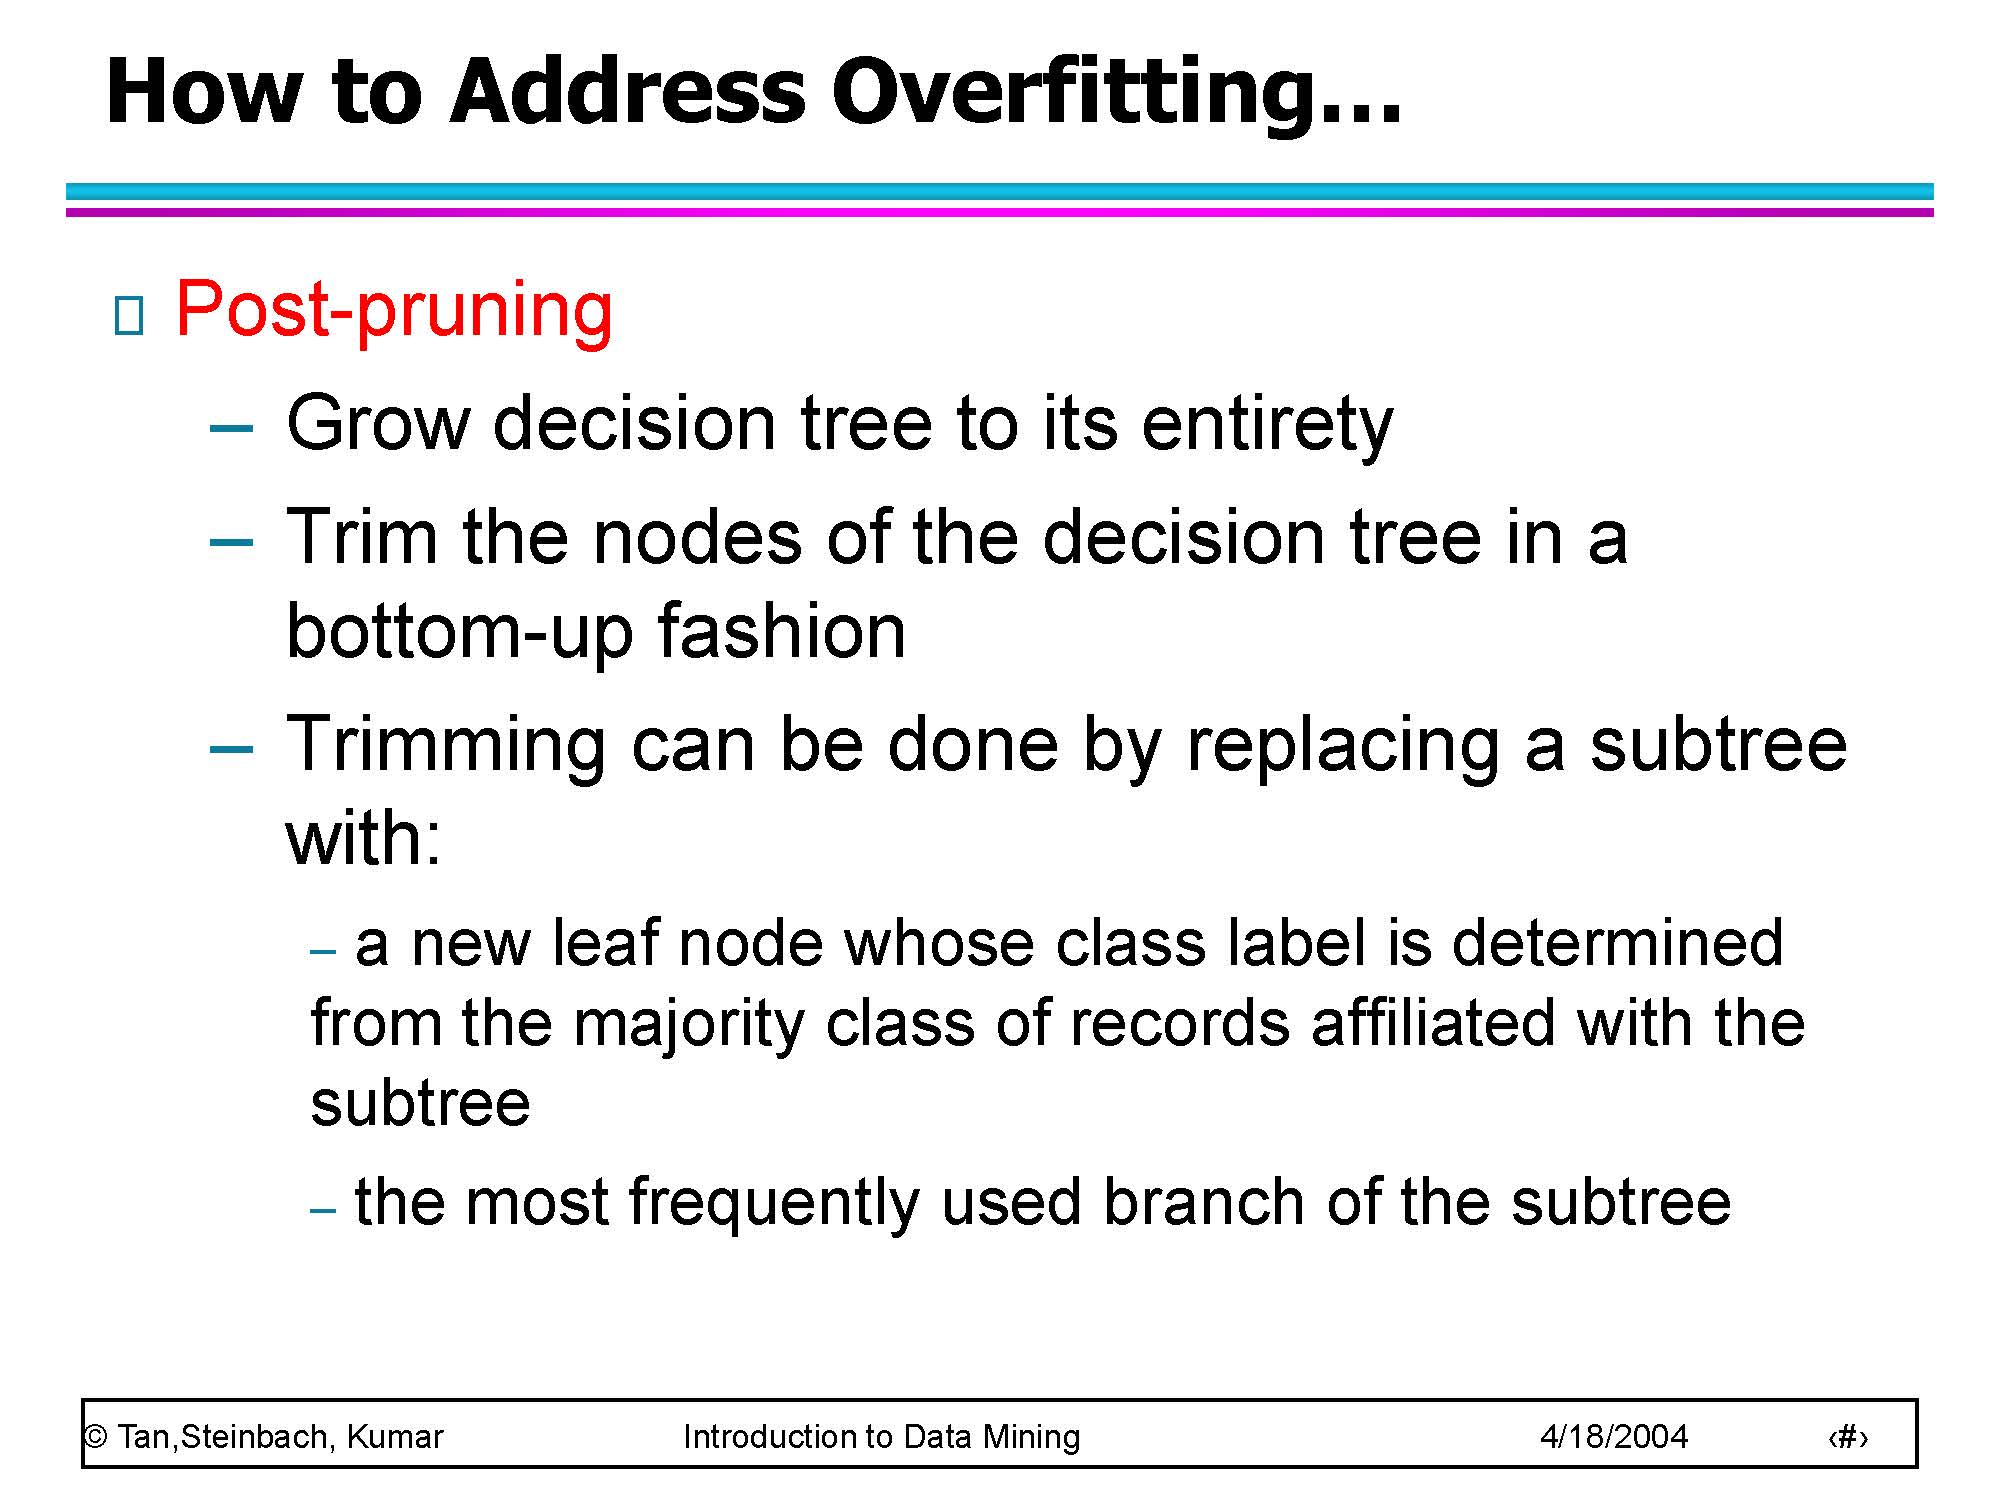 How to Address Overfitting…
Post-pruning
– Grow decision tree to its entirety
– Trim the nodes of the decision tree in a
bottom-up fashion
– Trimming can be done by replacing a subtree
with:
– a new leaf node whose class label is determined
from the majority class of records affiliated with the
subtree
– the most frequently used branch of the subtree
© Tan,Steinbach, Kumar Introduction to Data Mining 4/18/2004 ‹#›